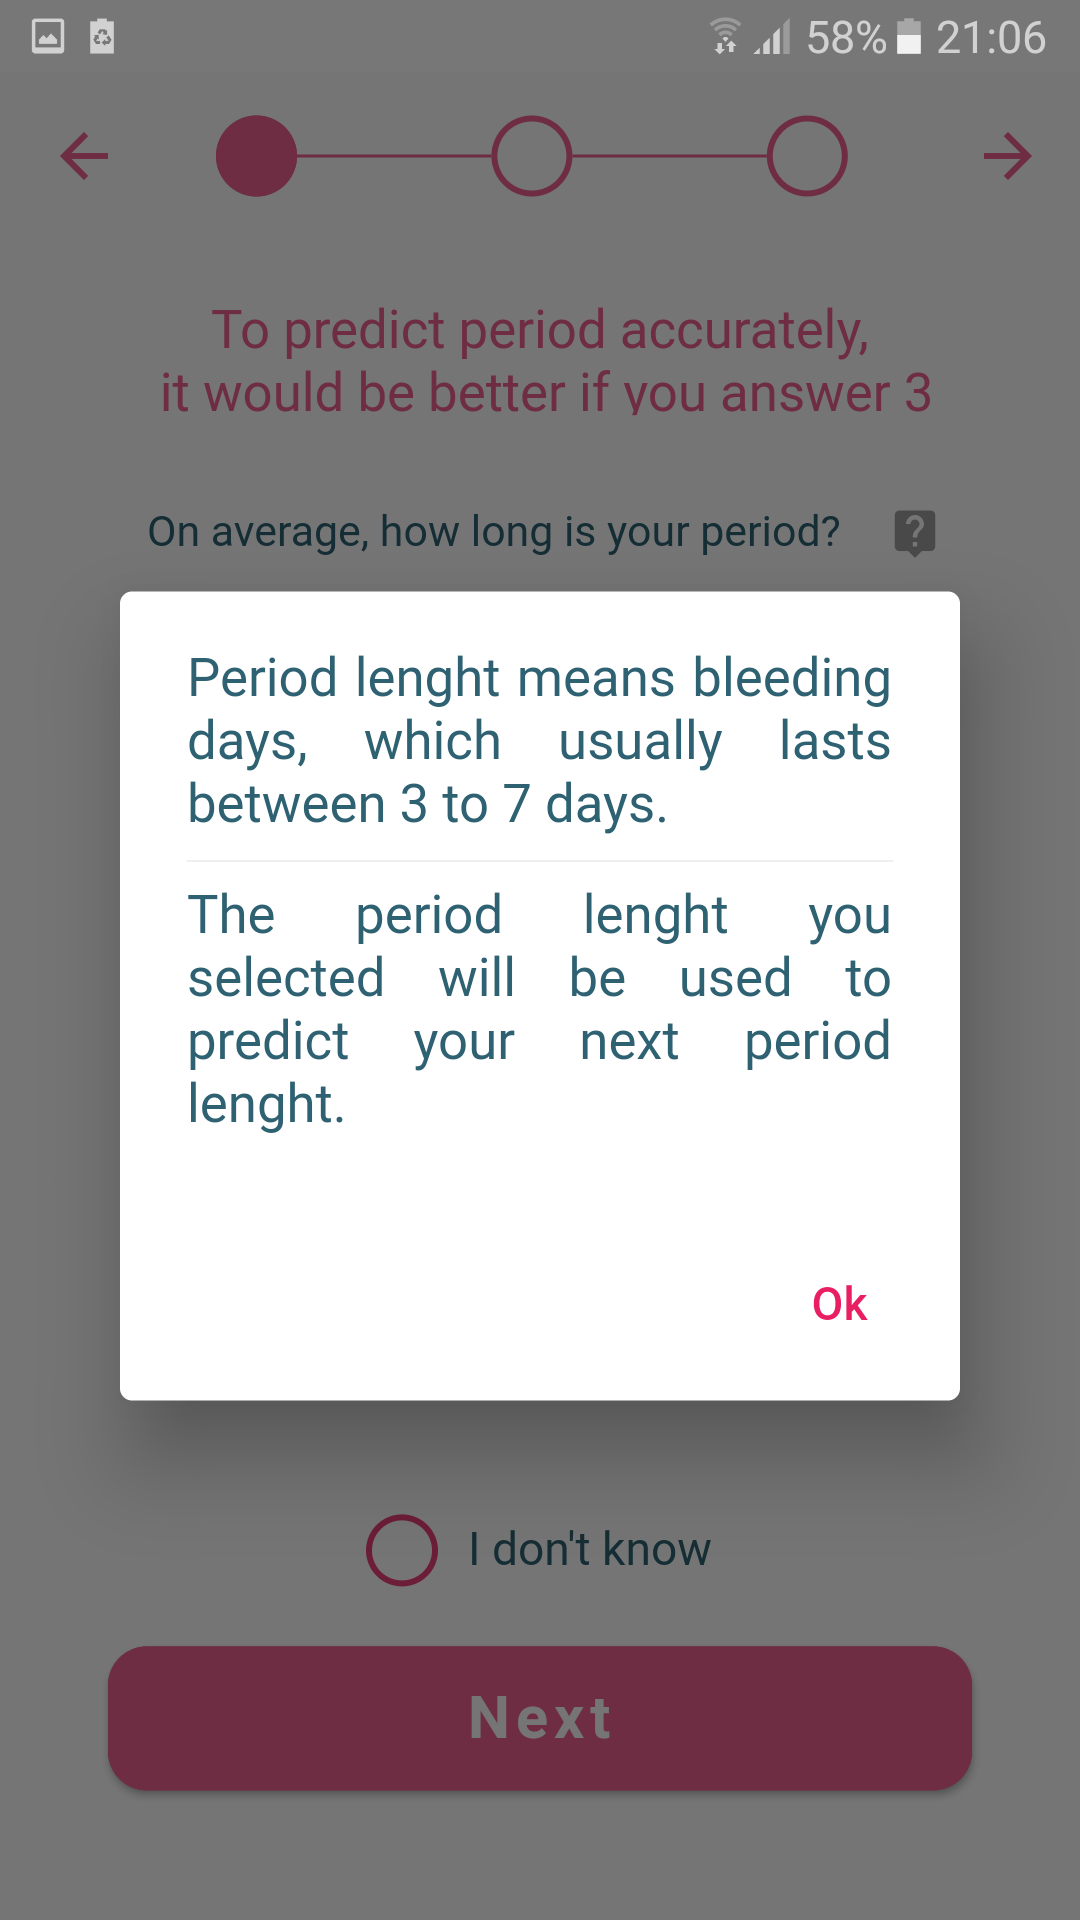 58% 21:06
To predict period accurately,
it would be better if you answer 3
On average, how long is your period?
?
Period lenght means bleeding
days, which usually lasts
between 3 to 7 days.
The period lenght you
selected will be used to
predict your next period
lenght.
Ok
I don't know
Next